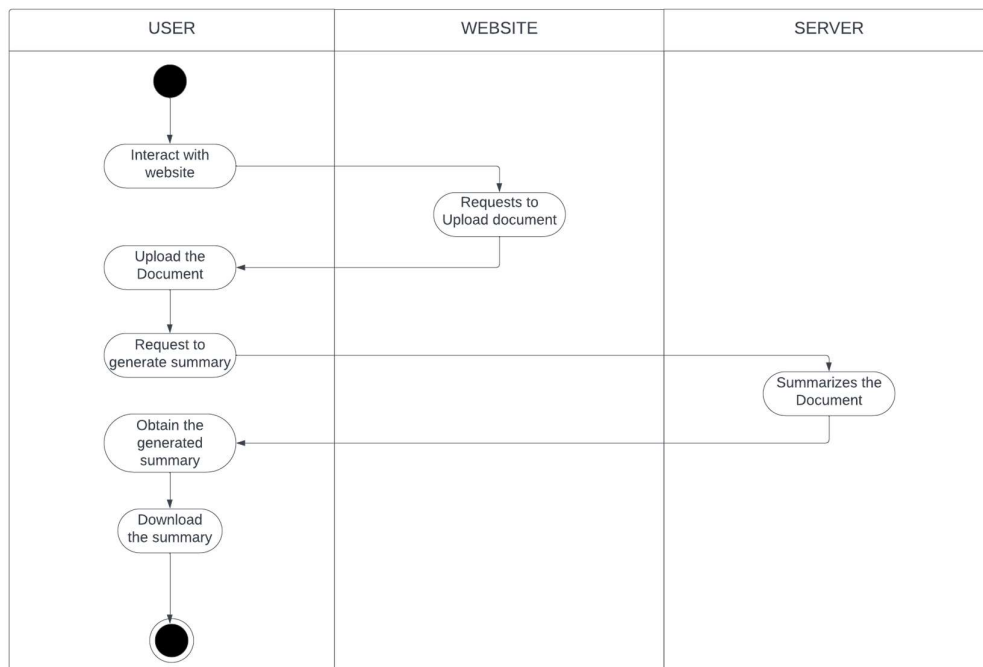 USER
WEBSITE
SERVER
Interact with
website
Requests to
Upload document
Upload the
Document
Request to
generate summary
Summarizes the
Document
Obtain the
generated
summary
Download
the summary